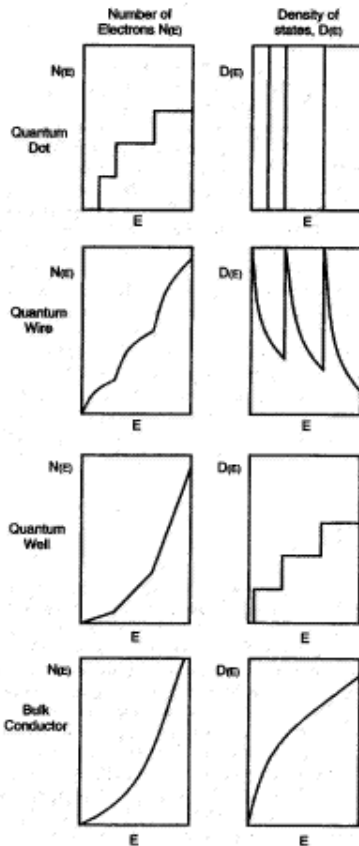 Number of Electrons N(E)
Density of states, D(E)
Quantum Dot
N(E)
E
D(E)
E
Quantum Wire
N(E)
E
D(E)
E
Quantum Well
N(E)
E
D(E)
E
Bulk Conductor
N(E)
E
D(E)
E